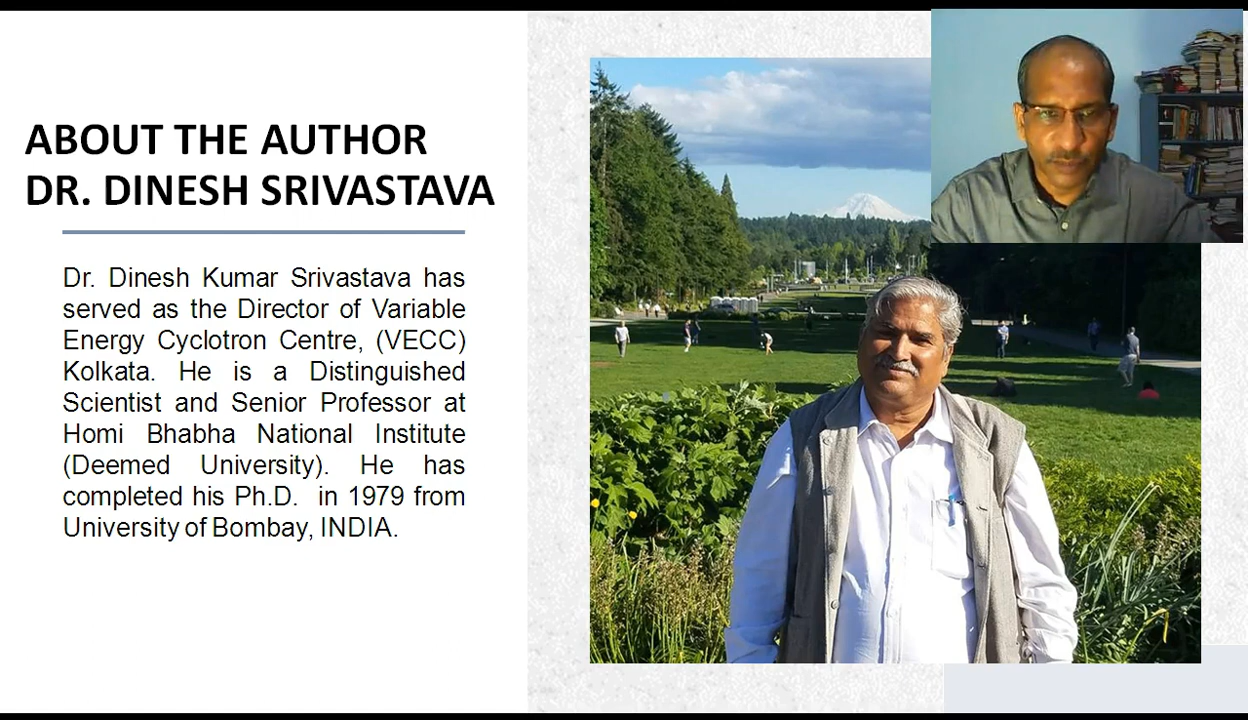 ABOUT THE AUTHOR
DR. DINESH SRIVASTAVA
Dr. Dinesh Kumar Srivastava has
served as the Director of Variable
Energy Cyclotron Centre, (VECC)
Kolkata. He is a Distinguished
Scientist and Senior Professor at
Homi Bhabha National Institute
(Deemed University). He has
completed his Ph.D. in 1979 from
University of Bombay, INDIA.